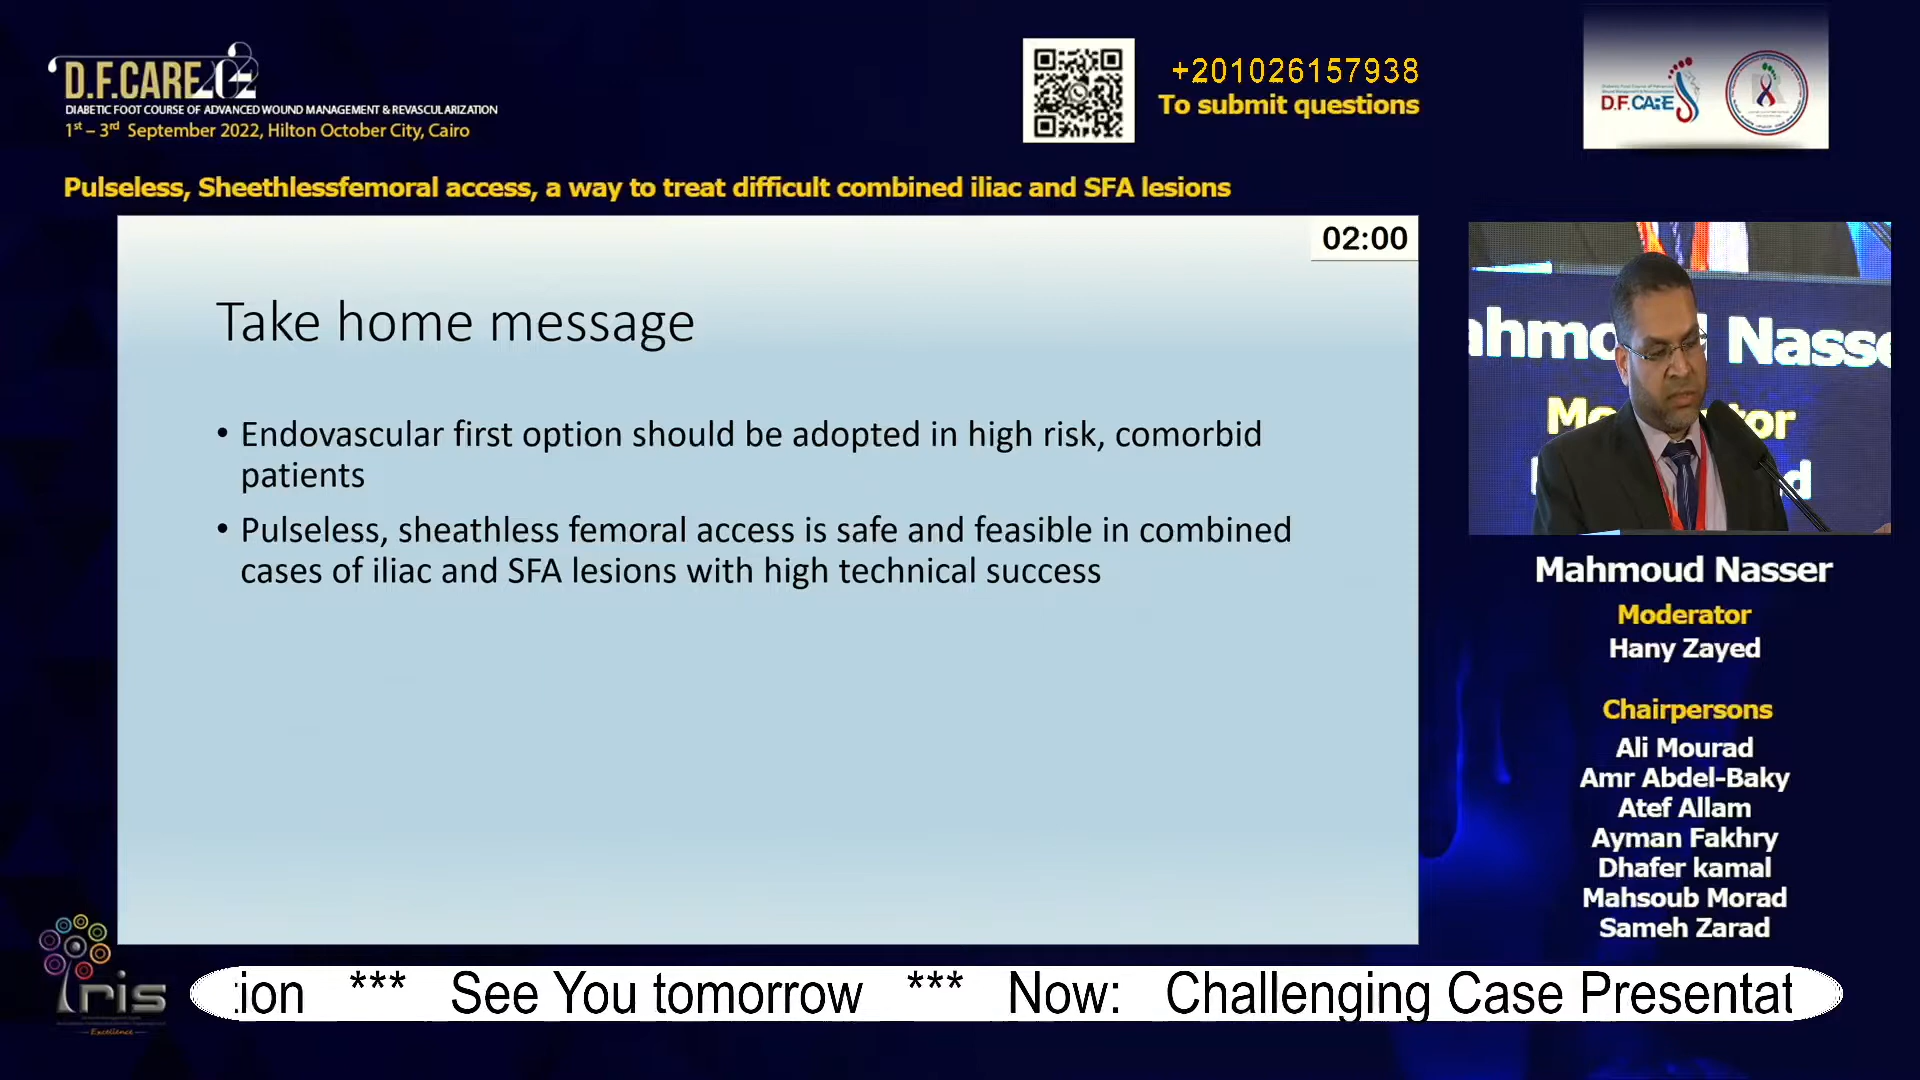 D.F.CARE
DIABETIC FOOT COURSE OF ADVANCED WOUND MANAGEMENT & REVASCULARIZATION
1st – 3rd September 2022, Hilton October City, Cairo
+201026157938
To submit questions
D.F.CARE
Pulseless, Sheethlessfemoral access, a way to treat difficult combined iliac and SFA lesions
02:00
Take home message
• Endovascular first option should be adopted in high risk, comorbid
patients
• Pulseless, sheathless femoral access is safe and feasible in combined
cases of iliac and SFA lesions with high technical success
ahmoud Nasse
Mahmoud Nasser
Moderator
Hany Zayed
Chairpersons
Ali Mourad
Amr Abdel-Baky
Atef Allam
Ayman Fakhry
Dhafer kamal
Mahsoub Morad
Sameh Zarad
iris
Excellence
tion *** See You tomorrow *** Now: Challenging Case Presentat